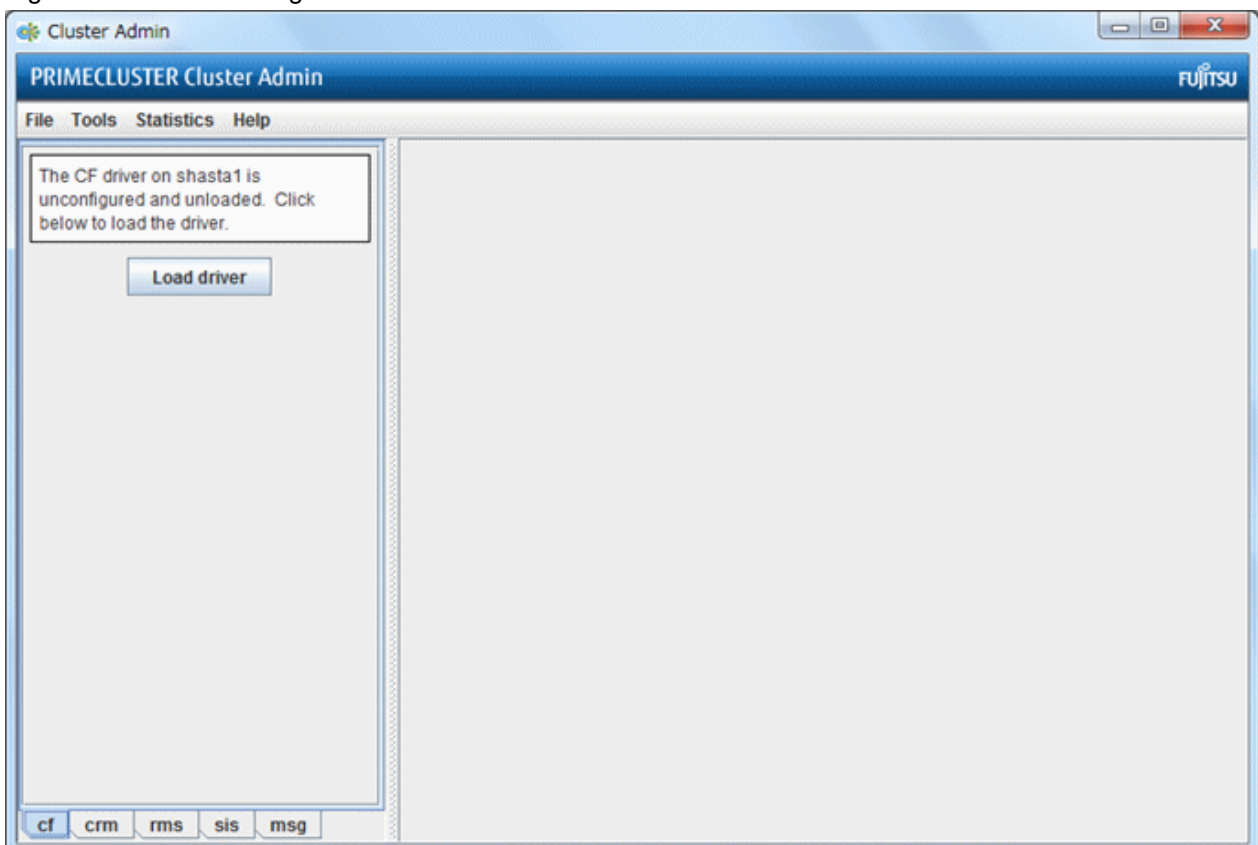 Cluster Admin
PRIMECLUSTER Cluster Admin
FUJITSU
File Tools Statistics Help
The CF driver on shasta1 is
unconfigured and unloaded. Click
below to load the driver.
Load driver
cf crm rms sis msg